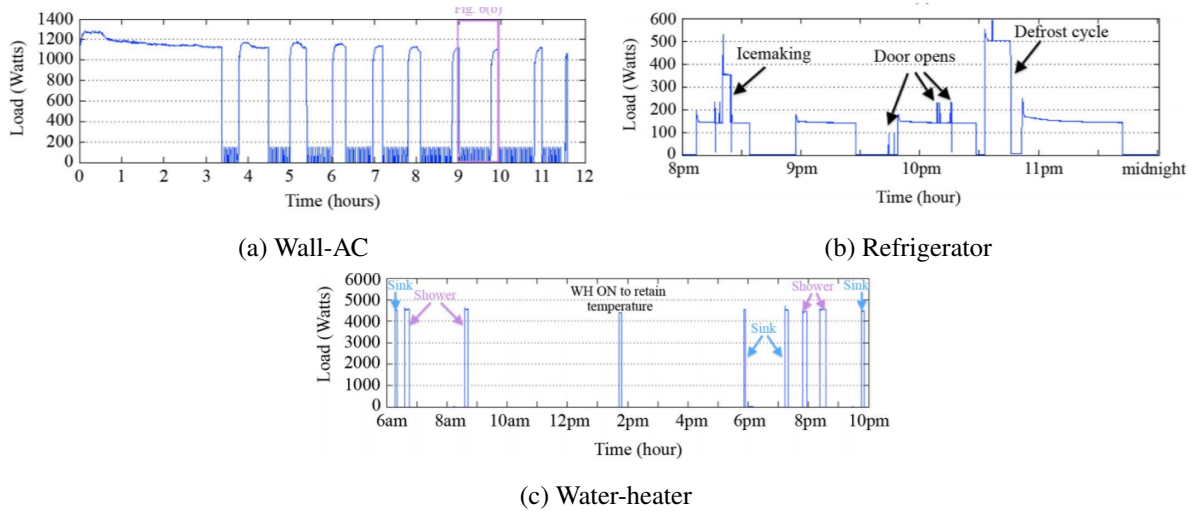 Fig. 6(b)
1400
1200
1000
800
600
400
200
0
Load (Watts)
0 1 2 3 4 5 6 7 8 9 10 11 12
Time (hours)
(a) Wall-AC
600
500
400
300
200
100
0
Load (Watts)
Icemaking
Door opens
Defrost cycle
8pm 9pm 10pm 11pm midnight
Time (hour)
(b) Refrigerator
6000
5000
4000
3000
2000
1000
0
Load (Watts)
Sink
Shower
WH ON to retain
temperature
Sink
Shower
Sink
6am 8am 10am 12pm 2pm 4pm 6pm 8pm 10pm
Time (hour)
(c) Water-heater